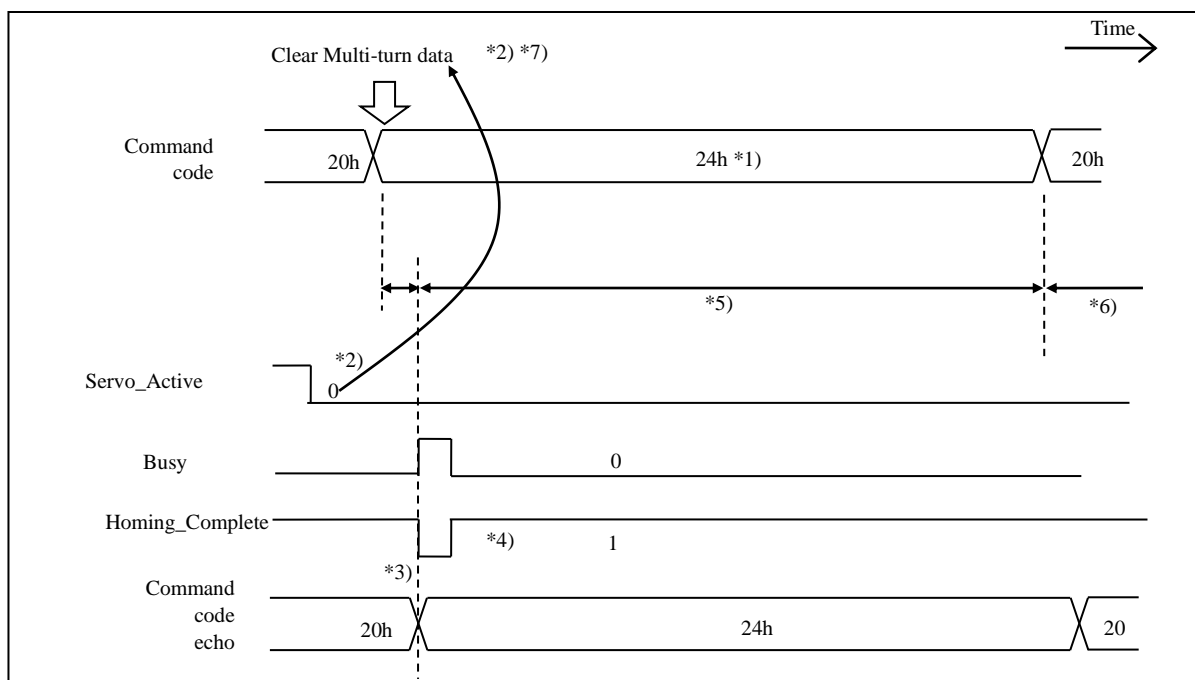 Time
Clear Multi-turn data *2) *7)
Command
code
20h
24h *1)
20h
*5)
*6)
*2)
Servo_Active
0
Busy
0
Homing_Complete
*4)
1
*3)
Command
code
echo
20h
24h
20